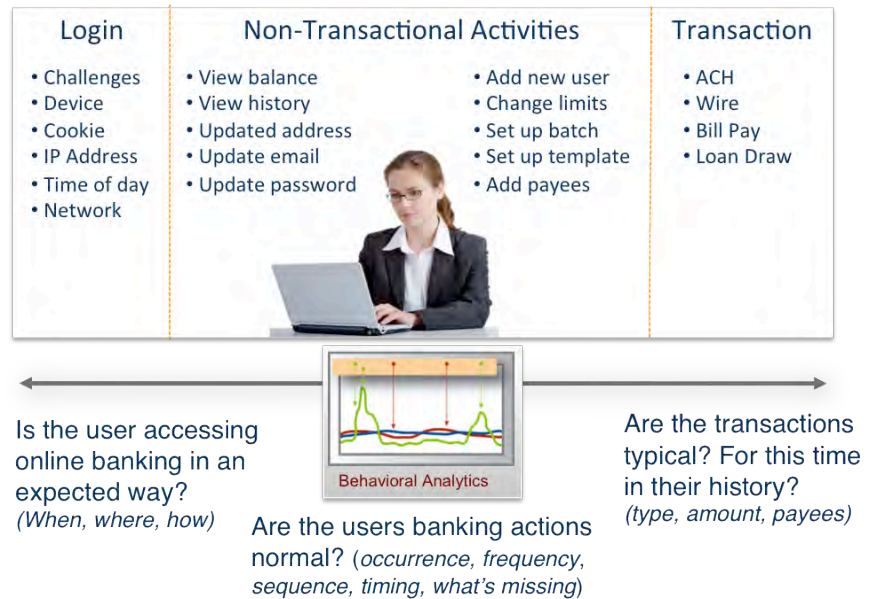 Login
• Challenges
• Device
• Cookie
• IP Address
• Time of day
• Network
Non-Transactional Activities
• View balance
• View history
• Updated address
• Update email
• Update password
• Add new user
• Change limits
• Set up batch
• Set up template
• Add payees
Transaction
• ACH
• Wire
• Bill Pay
• Loan Draw
Behavioral Analytics
Is the user accessing
online banking in an
expected way?
(When, where, how)
Are the users banking actions
normal? (occurrence, frequency,
sequence, timing, what's missing)
Are the transactions
typical? For this time
in their history?
(type, amount, payees)